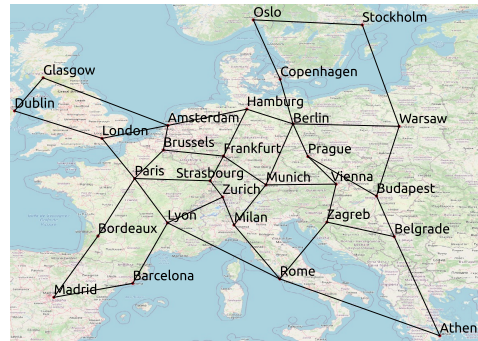 Oslo
Stockholm
Glasgow
Copenhagen
Dublin
Hamburg
Amsterdam
Berlin
Warsaw
London
Brussels
Frankfurt
Prague
Paris
Strasbourg
Munich
Vienna
Zurich
Budapest
Lyon
Milan
Zagreb
Bordeaux
Belgrade
Rome
Barcelona
Madrid
Athen